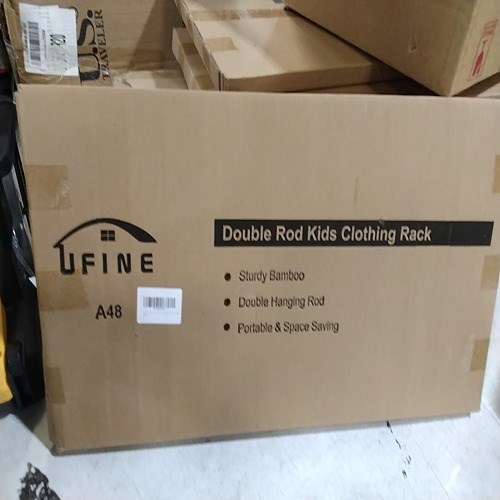 U.S.
TRAVELER
UFINE
A48
Double Rod Kids Clothing Rack
Sturdy Bamboo
Double Hanging Rod
Portable & Space Saving